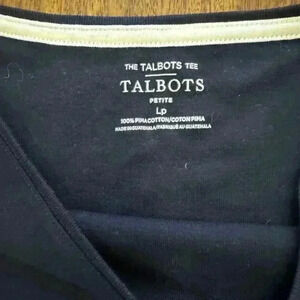 THE TALBOTS TEE
TALBOTS
PETITE
Lp
100% PIMA COTTON/COTON PIMA
MADE IN GUATEMALA/FABRIQUÉ AU GUATEMALA